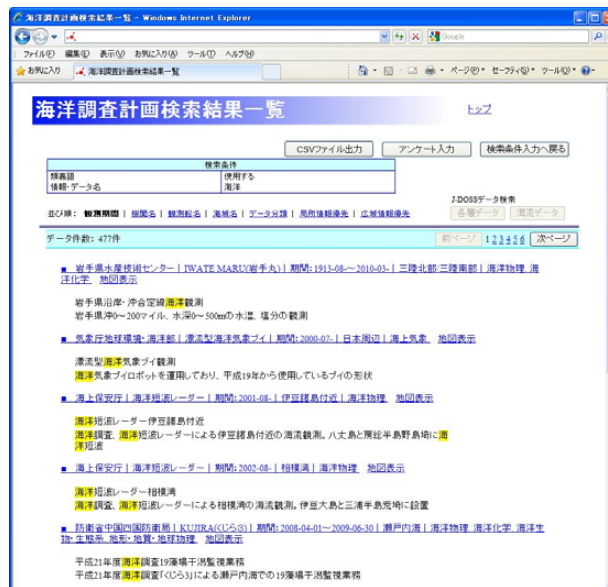 海洋調査計画検索結果一覧 - Windows Internet Explorer
Google
ファイル(F) 編集(E) 表示(V) お気に入り(A) ツール(T) ヘルプ(H)
お気に入り 海洋調査計画検索結果一覧 ページ(P) セーフティ(S) ツール(O)
海洋調査計画検索結果一覧 トップ
CSVファイル出力 アンケート入力 検索条件入力へ戻る
検索条件
類義語 使用する
情報・データ名 海洋
J-DOSSデータ検索
並び順: 観測期間 | 機関名 | 観測船名 | 海域名 | データ分類 | 局所情報優先 | 広域情報優先 各層データ 海流データ
データ件数: 477件 前ページ 1 2 3 4 5 6 次ページ
■ 岩手県水産技術センター | IWATE MARU(岩手丸) | 期間: 1913-08-～2010-03- | 三陸北部/三陸南部 | 海洋物理、海
洋化学 地図表示
岩手県沿岸・沖合定線海洋観測
岩手県沖0～200マイル、水深0～500mの水温、塩分の観測
■ 気象庁地球環境・海洋部 | 漂流型海洋気象ブイ | 期間: 2000-07- | 日本周辺 | 海上気象 地図表示
漂流型海洋気象ブイ観測
海洋気象ブイロボットを運用しており、平成19年から使用しているブイの形状
■ 海上保安庁 | 海洋短波レーダー | 期間: 2001-08- | 伊豆諸島付近 | 海洋物理 地図表示
海洋短波レーダー伊豆諸島付近
海洋調査、海洋短波レーダーによる伊豆諸島付近の海流観測。八丈島と房総半島野島埼に海
洋短波
■ 海上保安庁 | 海洋短波レーダー | 期間: 2002-08- | 相模湾 | 海洋物理 地図表示
海洋短波レーダー相模湾
海洋調査、海洋短波レーダーによる相模湾の海流観測。伊豆大島と三浦半島荒埼に設置
■ 防衛省中国四国防衛局 | KUJIRA(くじら3) | 期間: 2008-04-01～2009-06-30 | 瀬戸内海 | 海洋物理、海洋化学、海洋生
物・生態系、地形・地質・地球物理 地図表示
平成21年度海洋調査19藻場干潟監視業務
平成21年度海洋調査「くじら3」による瀬戸内海での19藻場干潟監視業務